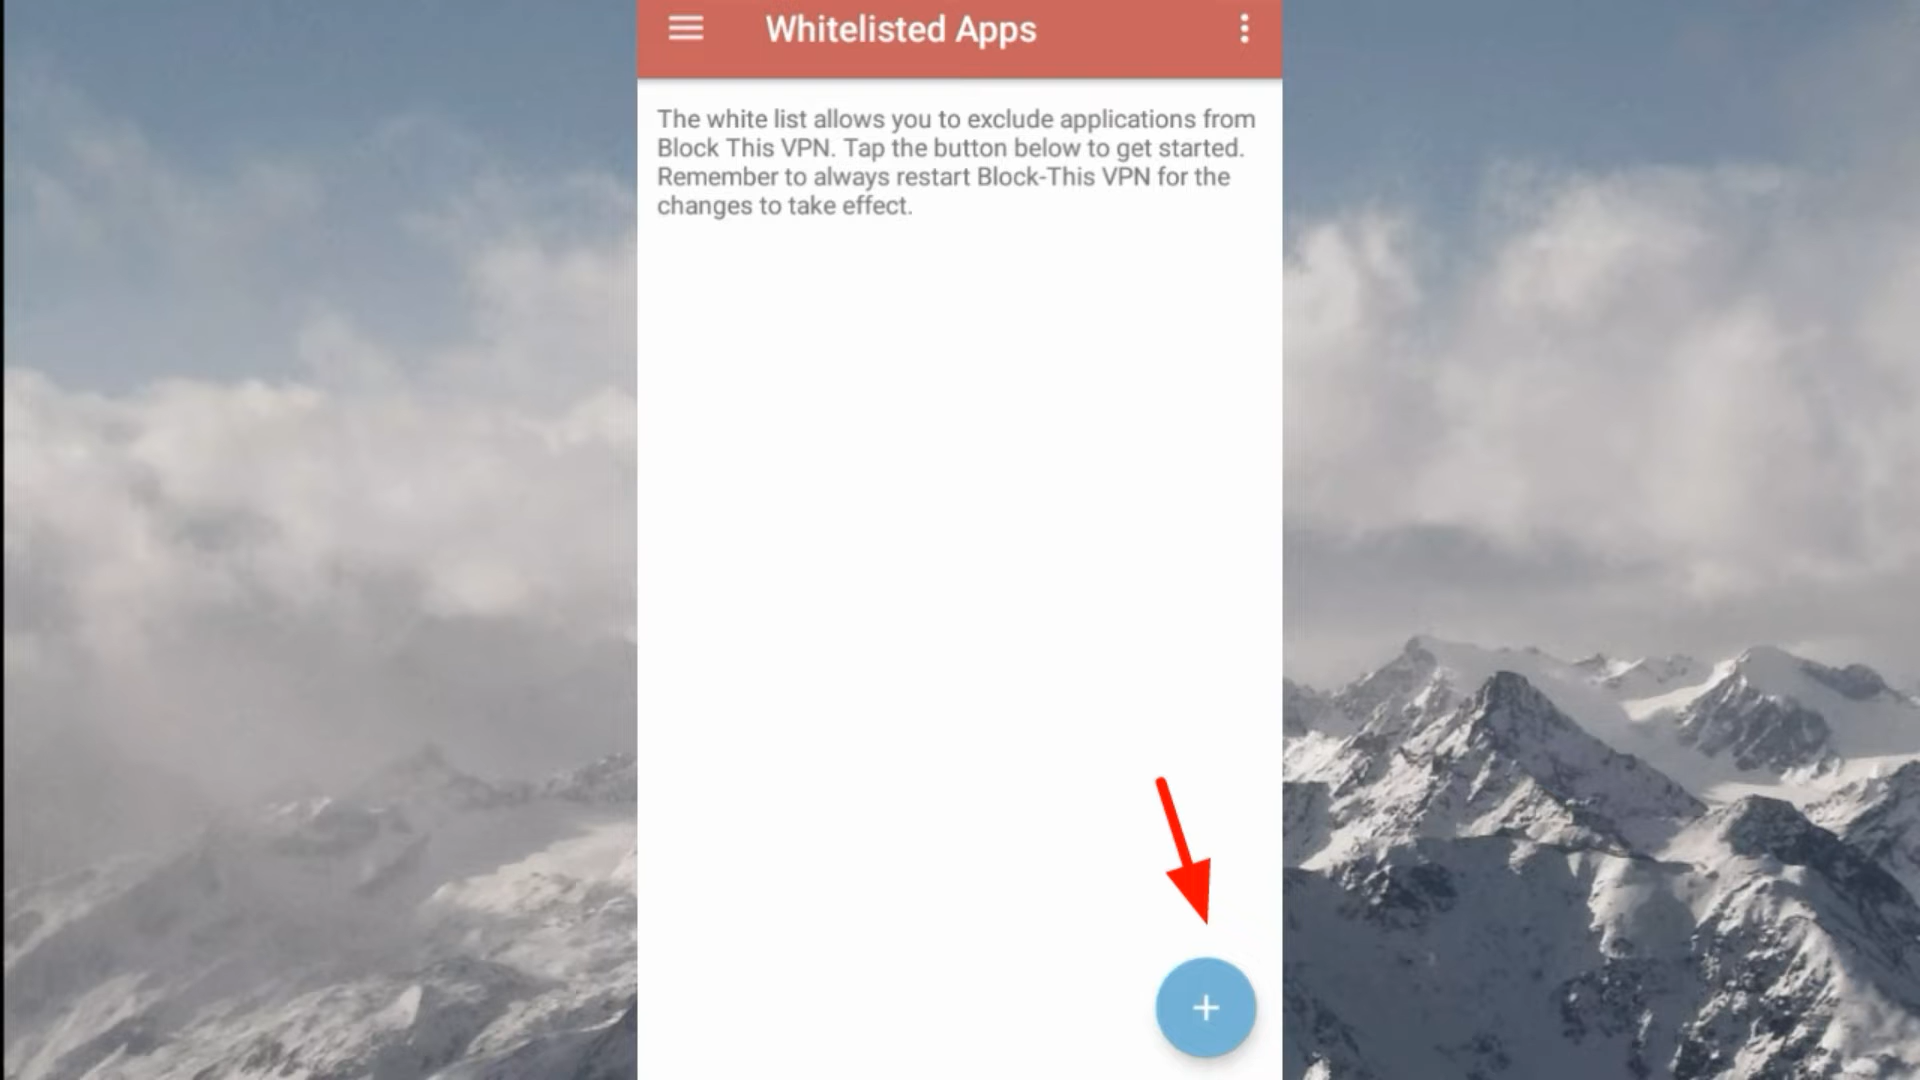 Whitelisted Apps
The white list allows you to exclude applications from
Block This VPN. Tap the button below to get started.
Remember to always restart Block-This VPN for the
changes to take effect.
+